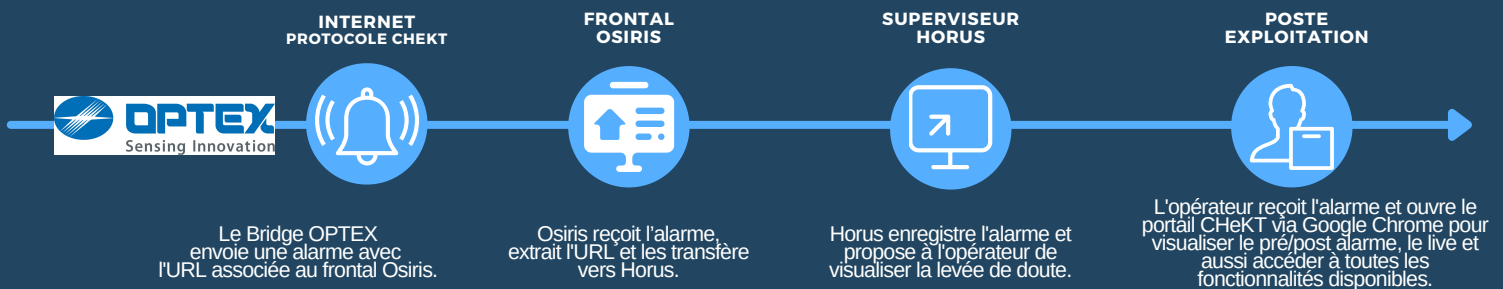 INTERNET
PROTOCOLE CHEKT
FRONTAL
OSIRIS
SUPERVISEUR
HORUS
POSTE
EXPLOITATION
OPTEX
Sensing Innovation
Le Bridge OPTEX
envoie une alarme avec
l'URL associée au frontal Osiris.
Osiris reçoit l’alarme,
extrait l'URL et les transfère
vers Horus.
Horus enregistre l'alarme et
propose à l'opérateur de
visualiser la levée de doute.
L'opérateur reçoit l'alarme et ouvre le
portail CHeKT via Google Chrome pour
visualiser le pré/post alarme, le live et
aussi accéder à toutes les
fonctionnalités disponibles.